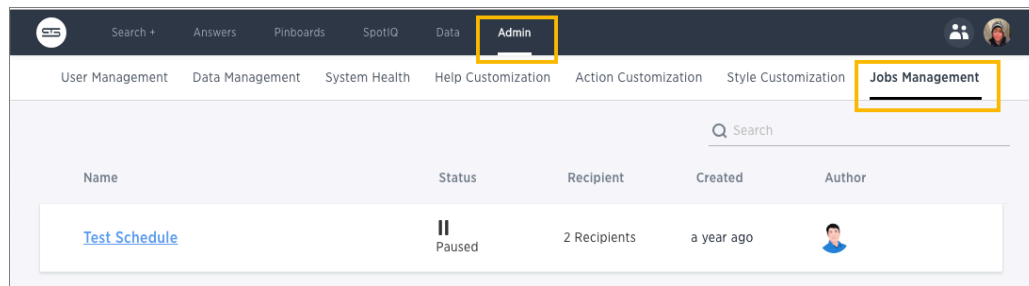 Search + Answers Pinboards SpotIQ Data Admin
User Management Data Management System Health Help Customization Action Customization Style Customization Jobs Management
Search
Name Status Recipient Created Author
Test Schedule Paused 2 Recipients a year ago